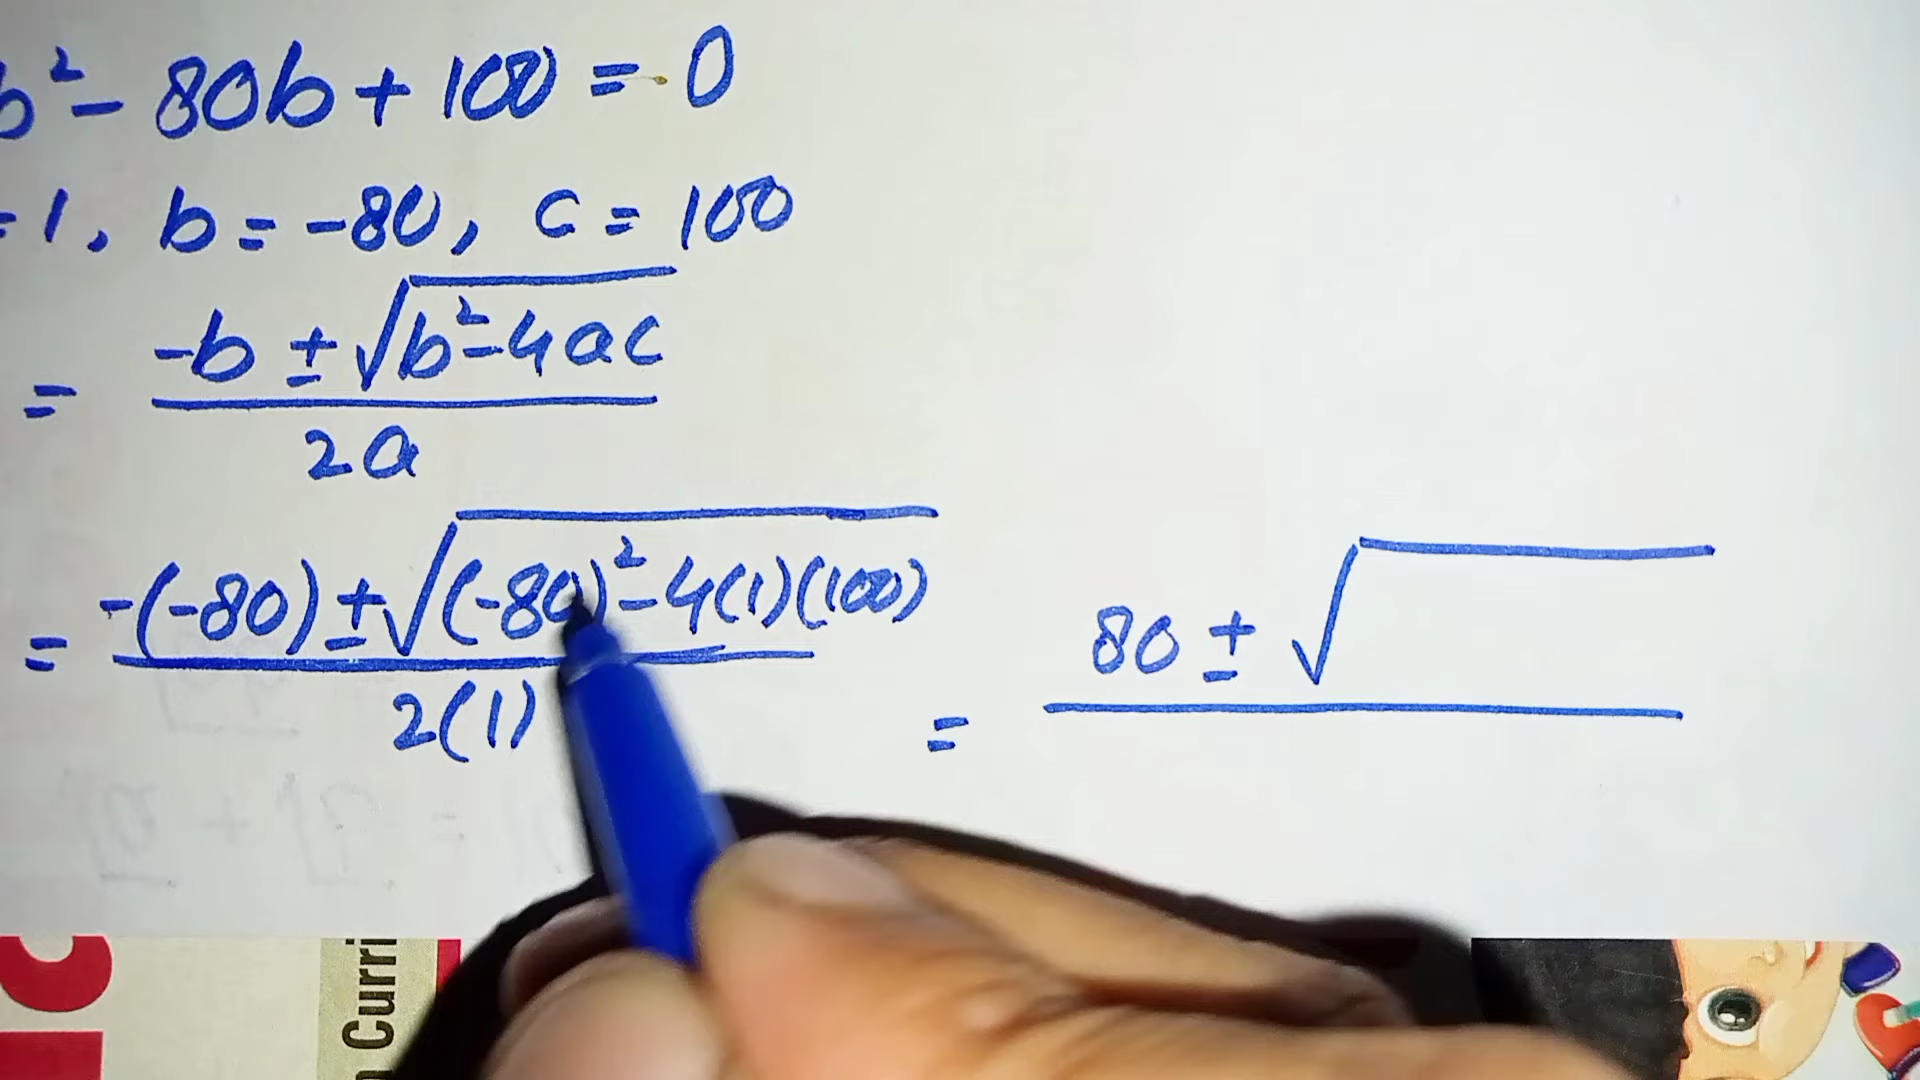 b² - 80b + 100 = 0
= 1, b = -80, c = 100
= -b ± √b² - 4ac / 2a
= -(-80) ± √(-80)² - 4(1)(100) / 2(1) = 80 ± √
Curri